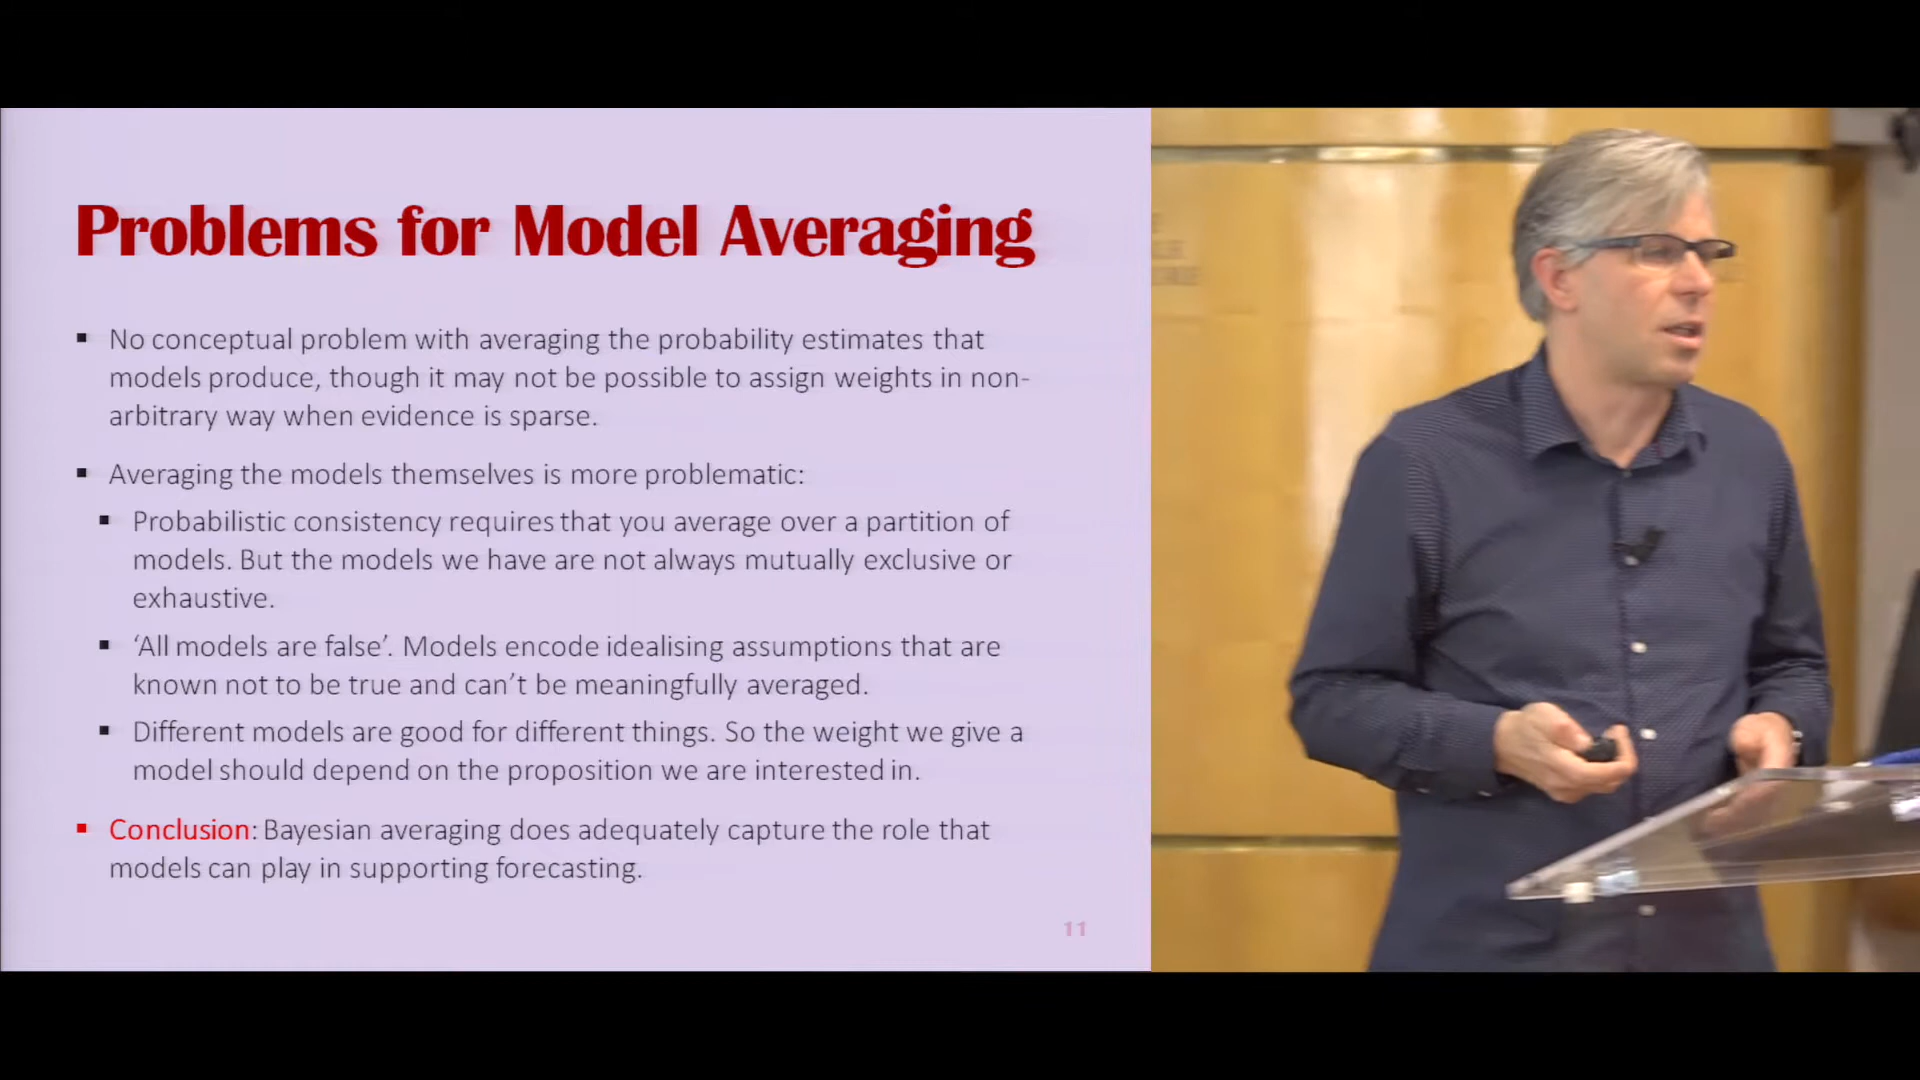 Problems for Model Averaging
▪ No conceptual problem with averaging the probability estimates that
models produce, though it may not be possible to assign weights in non-
arbitrary way when evidence is sparse.
▪ Averaging the models themselves is more problematic:
▪ Probabilistic consistency requires that you average over a partition of
models. But the models we have are not always mutually exclusive or
exhaustive.
▪ ‘All models are false’. Models encode idealising assumptions that are
known not to be true and can’t be meaningfully averaged.
▪ Different models are good for different things. So the weight we give a
model should depend on the proposition we are interested in.
▪ Conclusion: Bayesian averaging does adequately capture the role that
models can play in supporting forecasting.
11